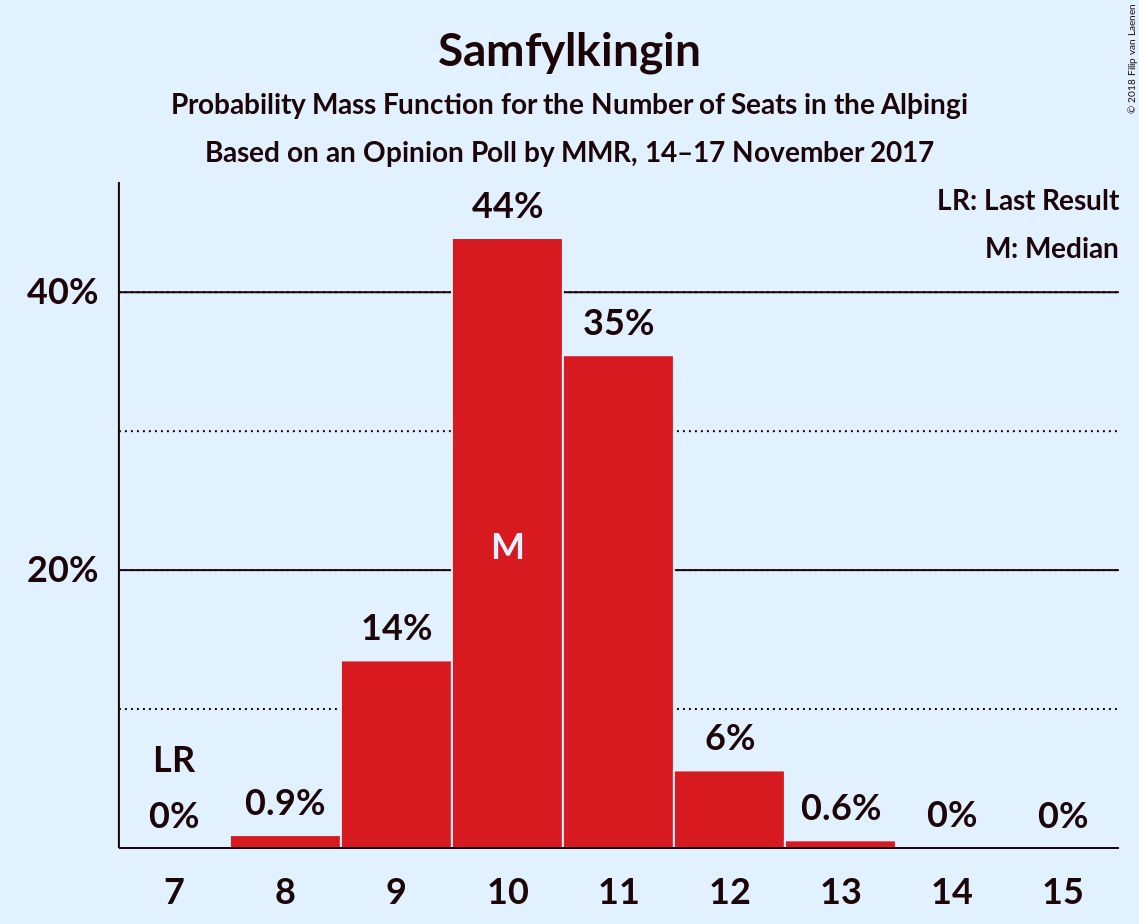 Samfylkingin
Probability Mass Function for the Number of Seats in the Alþingi
Based on an Opinion Poll by MMR, 14–17 November 2017
© 2018 Filip van Laenen
LR: Last Result
M: Median
44%
40%
35%
M
20%
14%
6%
LR
0%
0.9%
0.6%
0%
0%
7 8 9 10 11 12 13 14 15